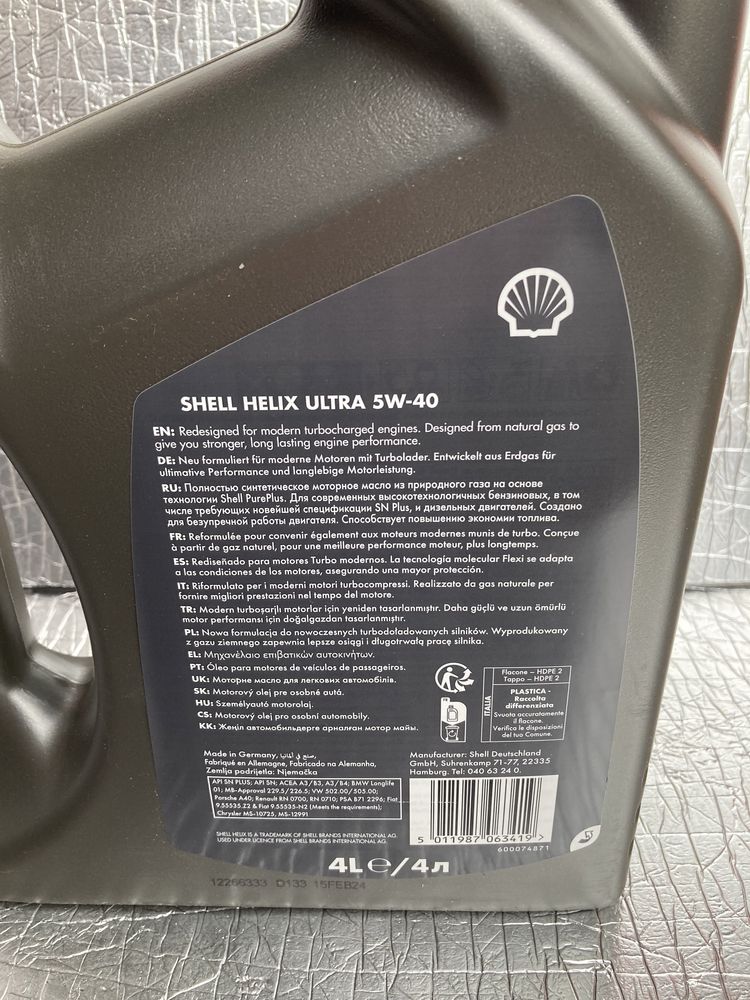 SHELL HELIX ULTRA 5W-40
EN: Redesigned for modern turbocharged engines. Designed from natural gas to
give you stronger, long lasting engine performance.
DE: Neu formuliert für moderne Motoren mit Turbolader. Entwickelt aus Erdgas für
ultimative Performance und langlebige Motorleistung.
RU: Полностью синтетическое моторное масло из природного газа на основе
технологии Shell PurePlus. Для современных высокотехнологичных бензиновых, в том
числе требующих новейшей спецификации SN Plus, и дизельных двигателей. Создано
для безупречной работы двигателя. Способствует повышению экономии топлива.
FR: Reformulée pour convenir également aux moteurs modernes munis de turbo. Conçue
à partir de gaz naturel, pour une meilleure performance moteur, plus longtemps.
ES: Rediseñado para motores Turbo modernos. La tecnología molecular Flexi se adapta
a las condiciones de los motores, asegurando una mayor protección.
IT: Riformulato per i moderni motori turbocompressi. Realizzato da gas naturale per
fornire migliori prestazioni nel tempo del motore.
TR: Modern turboşarjlı motorlar için yeniden tasarlanmıştır. Daha güçlü ve uzun ömürlü
motor performansı için doğalgazdan tasarlanmıştır.
PL: Nowa formulacja do nowoczesnych turbodoładowanych silników. Wyprodukowany
z gazu ziemnego zapewnia lepsze osiągi i długotrwałą pracę silnika.
EL: Μηχανέλαιο επιβατικών αυτοκινήτων.
PT: Óleo para motores de veículos de passageiros.
UK: Моторне масло для легкових автомобілів.
SK: Motorový olej pre osobné autá.
HU: Személyautó motorolaj.
CS: Motorový olej pro osobní automobily.
KK: Жеңіл автомобильдерге арналған мотор майы.
Flacone – HDPE 2
Tappo – HDPE 2
ITALIA
PLASTICA -
Raccolta
differenziata
Svuota accuratamente
il flacone.
Verifica le disposizioni
del tuo Comune.
FR
Made in Germany, صنع في ألمانيا,
Fabriqué en Allemagne, Fabricado na Alemanha,
Zemlja podrijetla: Njemačka
Manufacturer: Shell Deutschland
GmbH, Suhrenkamp 71-77, 22335
Hamburg. Tel: 040 63 24 0.
API SN PLUS; API SN; ACEA A3/B3, A3/B4; BMW Longlife
01; MB-Approval 229.5/226.5; VW 502.00/505.00;
Porsche A40; Renault RN 0700, RN 0710; PSA B71 2296; Fiat
9.55535.Z2 & Fiat 9.55535-N2 (Meets the requirements);
Chrysler MS-10725, MS-12991
SHELL HELIX IS A TRADEMARK OF SHELL BRANDS INTERNATIONAL AG.
USED UNDER LICENCE FROM SHELL BRANDS INTERNATIONAL AG.
5 011987 063419 >
600074871
4L e/4л
12266333 D133 15FEB24